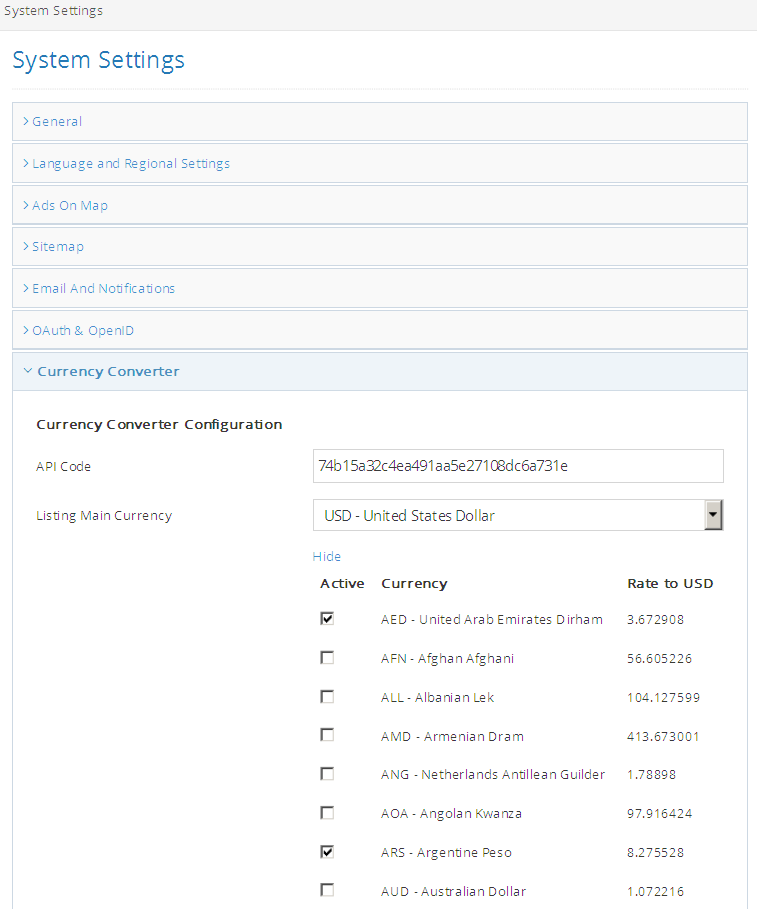 System Settings
System Settings
General
Language and Regional Settings
Ads On Map
Sitemap
Email And Notifications
OAuth & OpenID
Currency Converter
Currency Converter Configuration
API Code 74b15a32c4ea491aa5e27108dc6a731e
Listing Main Currency USD - United States Dollar
Hide
Active Currency Rate to USD
AED - United Arab Emirates Dirham 3.672908
AFN - Afghan Afghani 56.605226
ALL - Albanian Lek 104.127599
AMD - Armenian Dram 413.673001
ANG - Netherlands Antillean Guilder 1.78898
AOA - Angolan Kwanza 97.916424
ARS - Argentine Peso 8.275528
AUD - Australian Dollar 1.072216